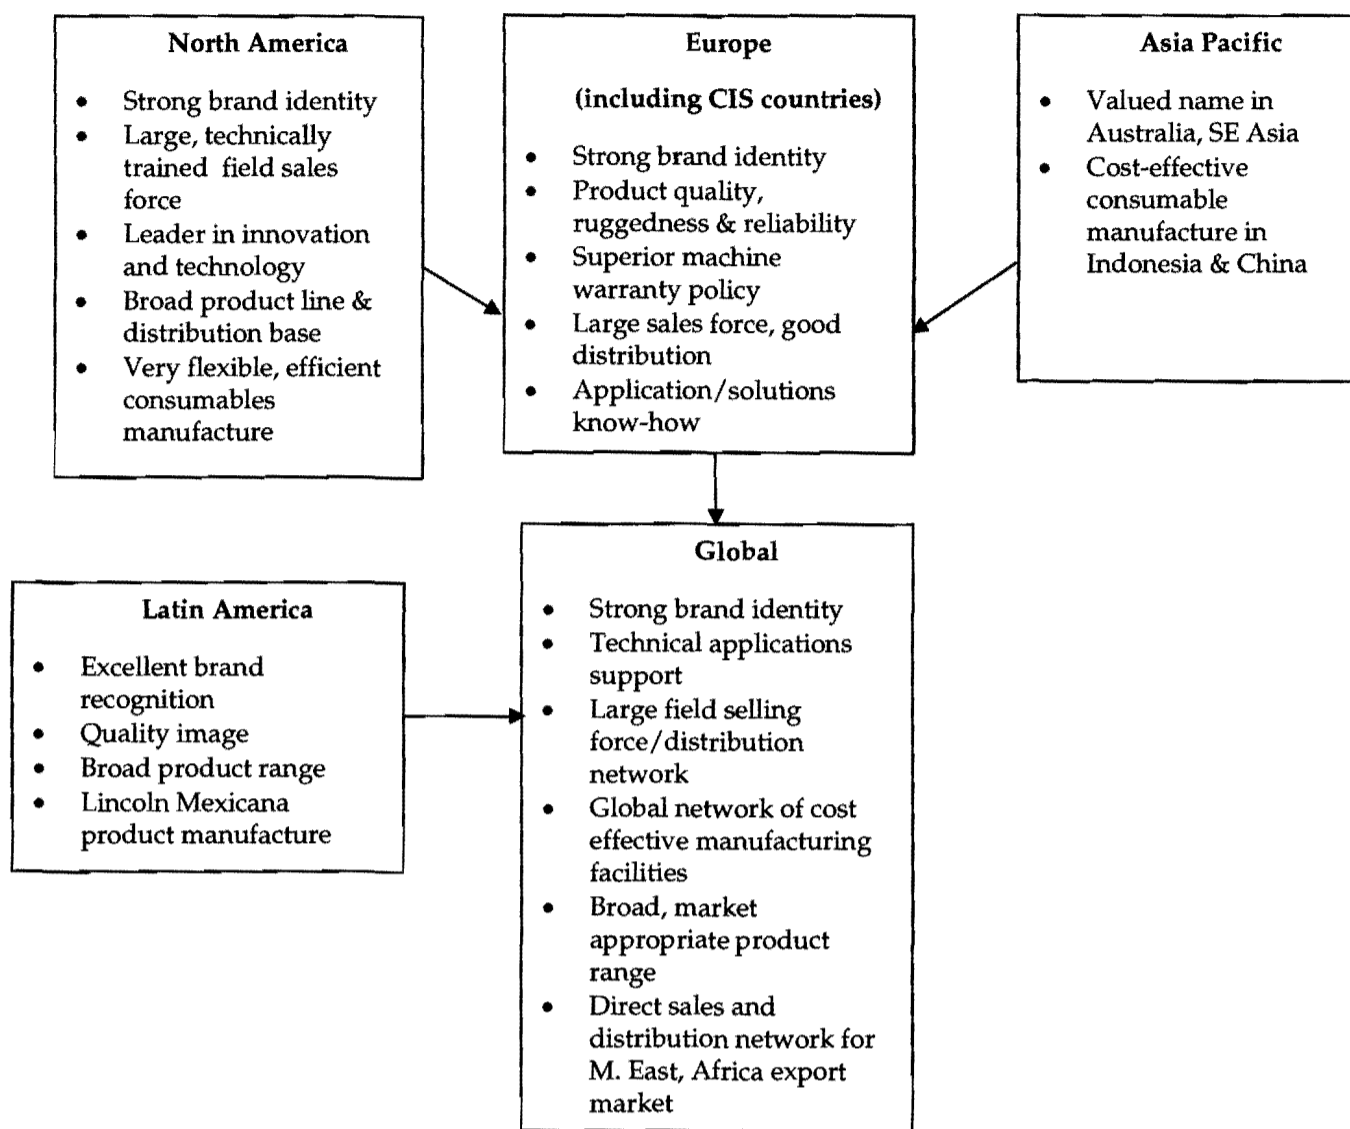 North America
• Strong brand identity
• Large, technically
trained field sales
force
• Leader in innovation
and technology
• Broad product line &
distribution base
• Very flexible, efficient
consumables
manufacture
Europe
(including CIS countries)
• Strong brand identity
• Product quality,
ruggedness & reliability
• Superior machine
warranty policy
• Large sales force, good
distribution
• Application/solutions
know-how
Asia Pacific
• Valued name in
Australia, SE Asia
• Cost-effective
consumable
manufacture in
Indonesia & China
Latin America
• Excellent brand
recognition
• Quality image
• Broad product range
• Lincoln Mexicana
product manufacture
Global
• Strong brand identity
• Technical applications
support
• Large field selling
force/distribution
network
• Global network of cost
effective manufacturing
facilities
• Broad, market
appropriate product
range
• Direct sales and
distribution network for
M. East, Africa export
market